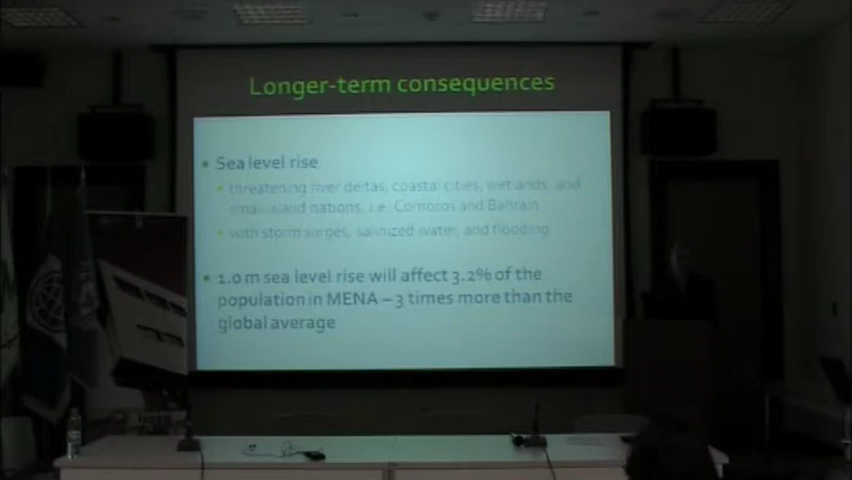 Longer-term consequences
• Sea level rise
• threatening river deltas, coastal cities, wetlands, and
small island nations, i.e. Comoros and Bahrain
• with storm surges, salinized water, and flooding
• 1.0 m sea level rise will affect 3.2% of the
population in MENA – 3 times more than the
global average